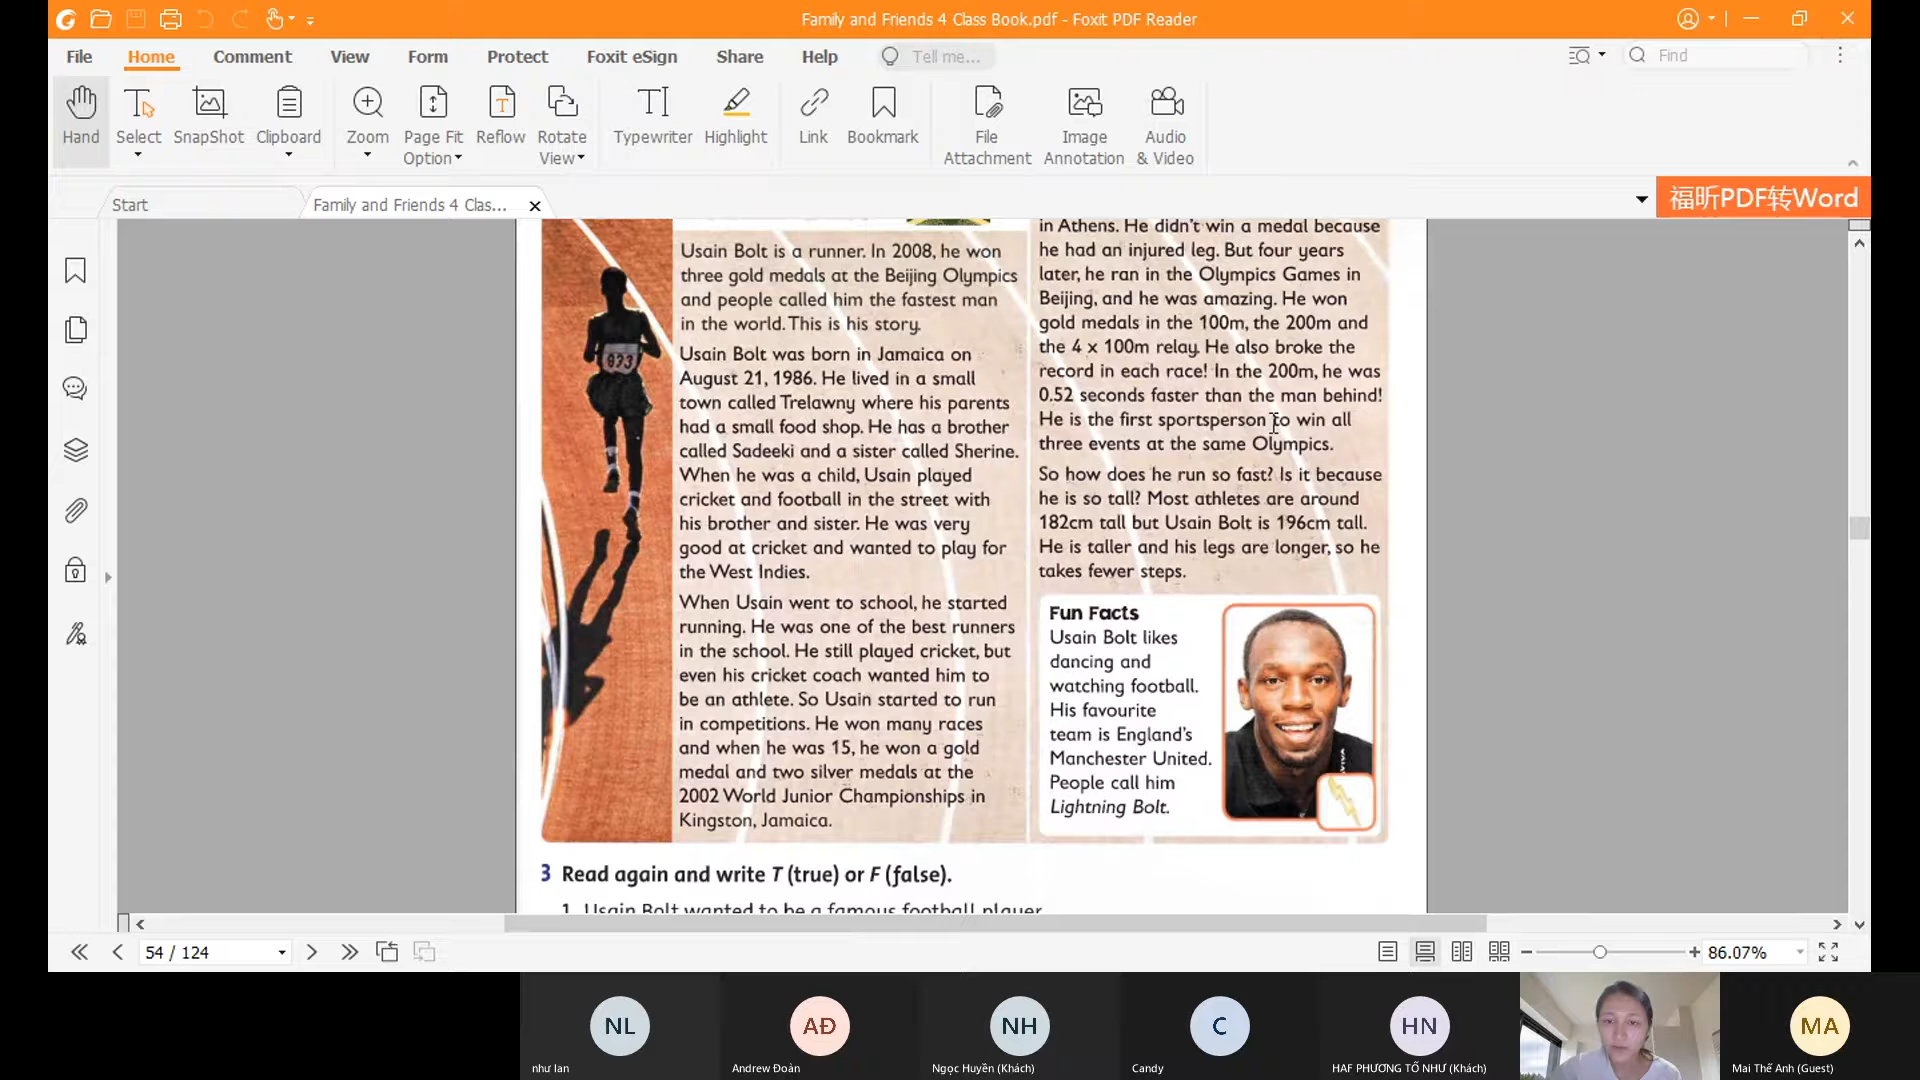 Family and Friends 4 Class Book.pdf - Foxit PDF Reader
File Home Comment View Form Protect Foxit eSign Share Help Tell me... Find
Hand Select SnapShot Clipboard Zoom Page Fit Option Reflow Rotate View Typewriter Highlight Link Bookmark File Attachment Image Annotation Audio & Video
Start
Family and Friends 4 Clas...
福昕PDF转Word
Usain Bolt is a runner. In 2008, he won
three gold medals at the Beijing Olympics
and people called him the fastest man
in the world. This is his story.
Usain Bolt was born in Jamaica on
August 21, 1986. He lived in a small
town called Trelawny where his parents
had a small food shop. He has a brother
called Sadeeki and a sister called Sherine.
When he was a child, Usain played
cricket and football in the street with
his brother and sister. He was very
good at cricket and wanted to play for
the West Indies.
When Usain went to school, he started
running. He was one of the best runners
in the school. He still played cricket, but
even his cricket coach wanted him to
be an athlete. So Usain started to run
in competitions. He won many races
and when he was 15, he won a gold
medal and two silver medals at the
2002 World Junior Championships in
Kingston, Jamaica.
873
in Athens. He didn't win a medal because
he had an injured leg. But four years
later, he ran in the Olympics Games in
Beijing, and he was amazing. He won
gold medals in the 100m, the 200m and
the 4 x 100m relay. He also broke the
record in each race! In the 200m, he was
0.52 seconds faster than the man behind!
He is the first sportsperson to win all
three events at the same Olympics.
So how does he run so fast? Is it because
he is so tall? Most athletes are around
182cm tall but Usain Bolt is 196cm tall.
He is taller and his legs are longer, so he
takes fewer steps.
Fun Facts
Usain Bolt likes
dancing and
watching football.
His favourite
team is England's
Manchester United.
People call him
Lightning Bolt.
3 Read again and write T (true) or F (false).
1 Usain Bolt wanted to be a famous football player
54 / 124
86.07%
NL
như lan
AĐ
Andrew Đoàn
NH
Ngọc Huyền (Khách)
C
Candy
HN
HAF PHƯƠNG TỐ NHƯ (Khách)
MA
Mai Thế Anh (Guest)